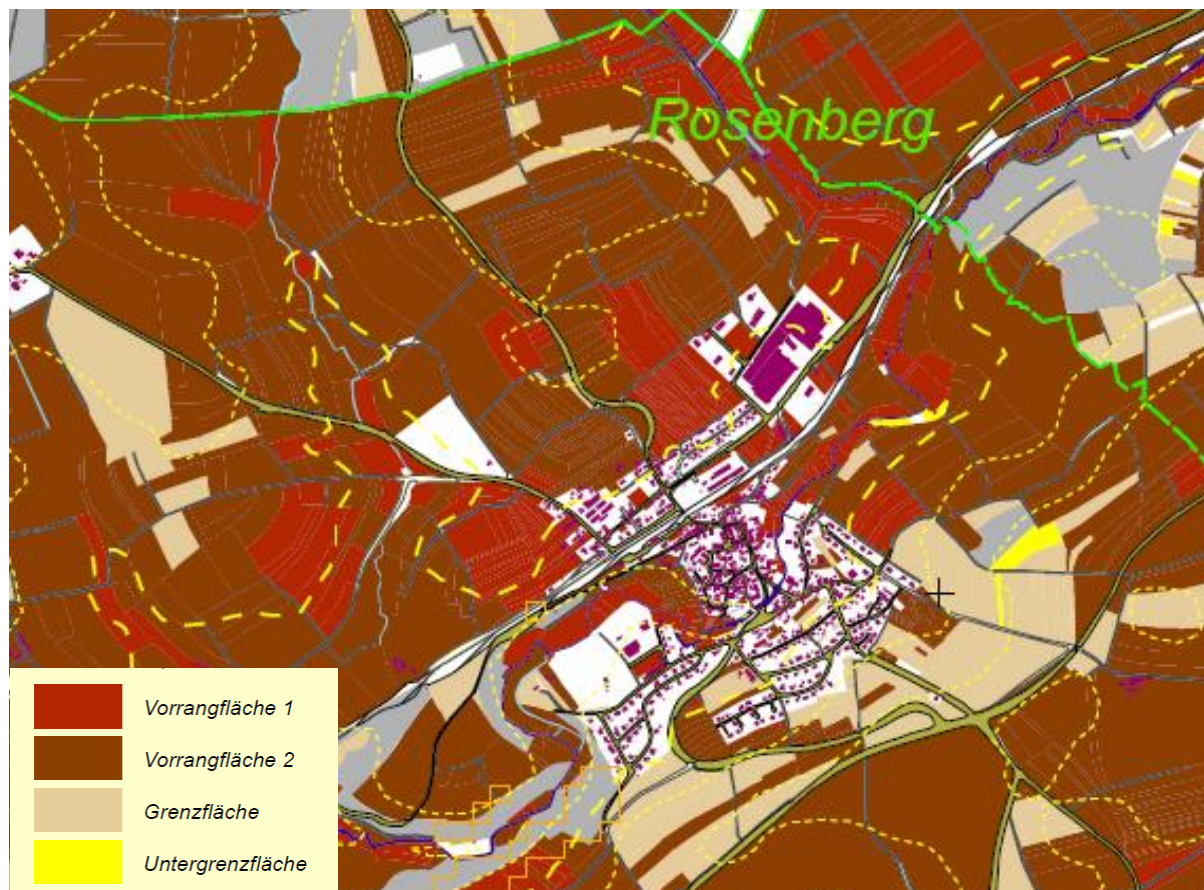 Rosenberg
Vorrangfläche 1
Vorrangfläche 2
Grenzfläche
Untergrenzfläche